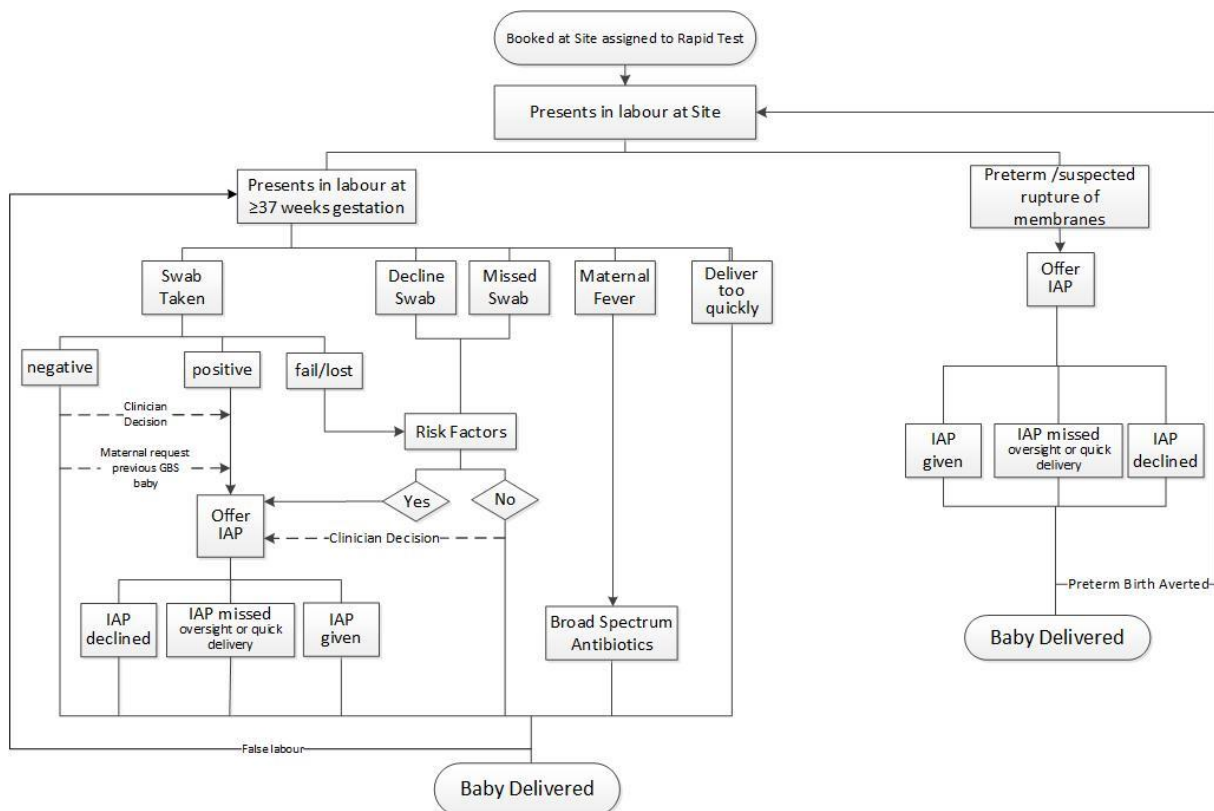 Booked at Site assigned to Rapid Test
Presents in labour at Site
Presents in labour at
≥37 weeks gestation
Preterm /suspected
rupture of
membranes
Swab
Taken
Decline
Swab
Missed
Swab
Maternal
Fever
Deliver
too
quickly
Offer
IAP
negative
positive
fail/lost
Clinician
Decision
Maternal request
previous GBS
baby
Risk Factors
Yes
No
Offer
IAP
Clinician Decision
IAP
given
IAP missed
oversight or quick
delivery
IAP
declined
IAP
declined
IAP missed
oversight or quick
delivery
IAP
given
Broad Spectrum
Antibiotics
Preterm Birth Averted
Baby Delivered
False labour
Baby Delivered